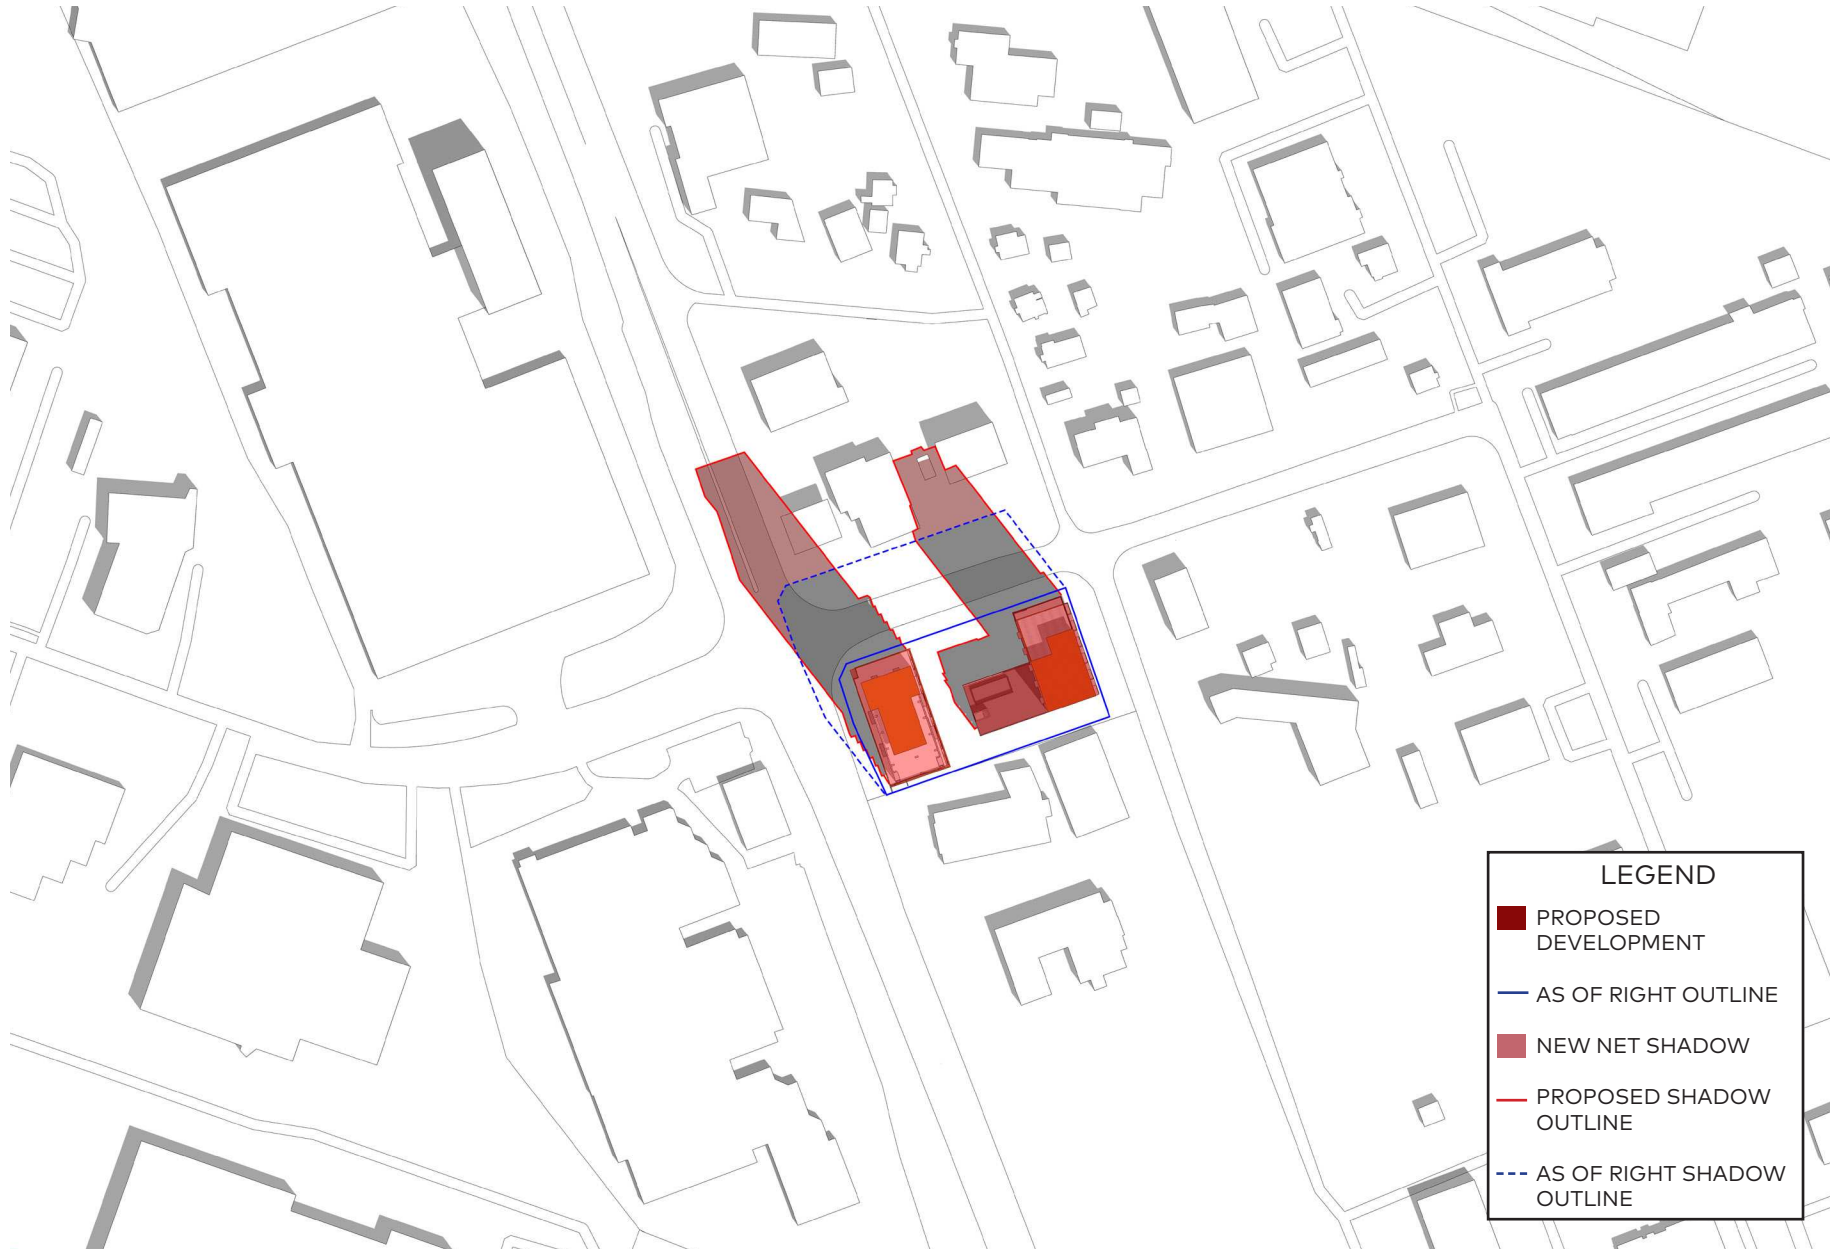 LEGEND
PROPOSED
DEVELOPMENT
AS OF RIGHT OUTLINE
NEW NET SHADOW
PROPOSED SHADOW
OUTLINE
AS OF RIGHT SHADOW
OUTLINE